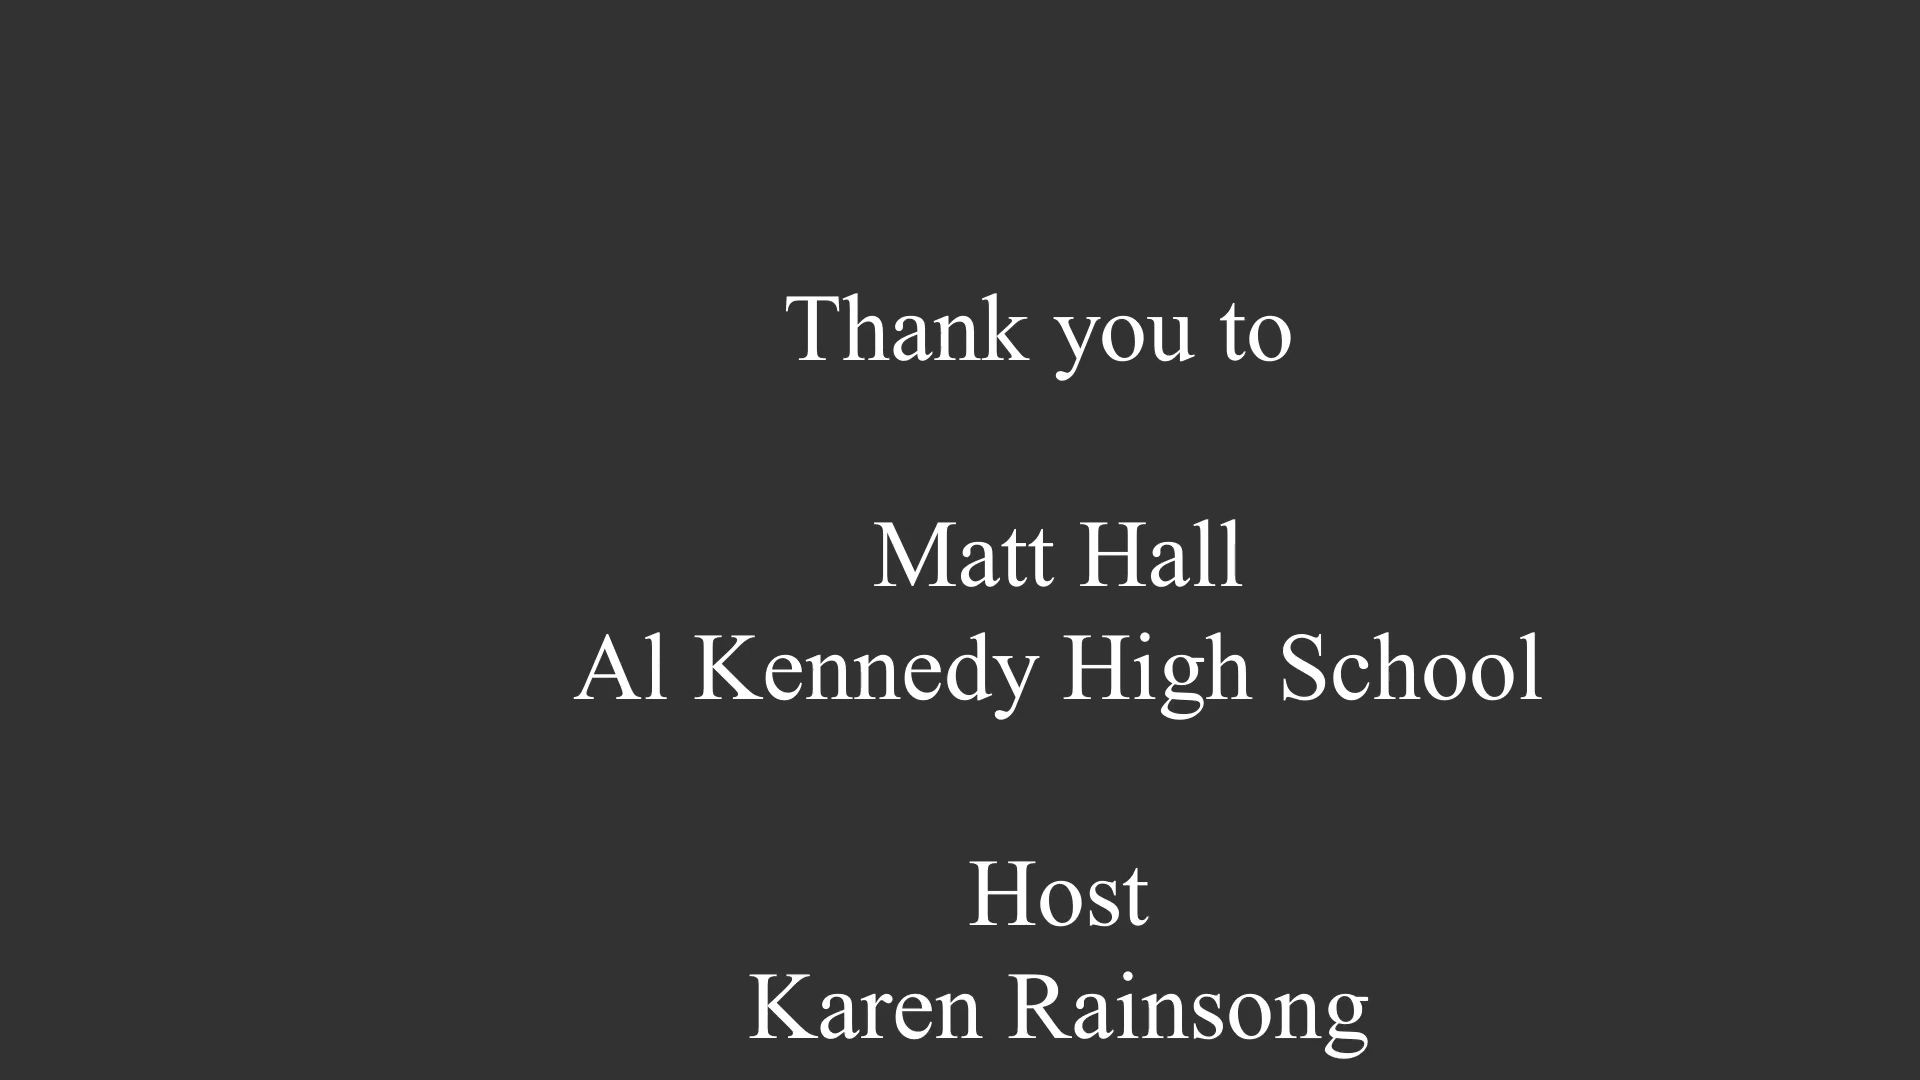 Thank you to
Matt Hall
Al Kennedy High School
Host
Karen Rainsong